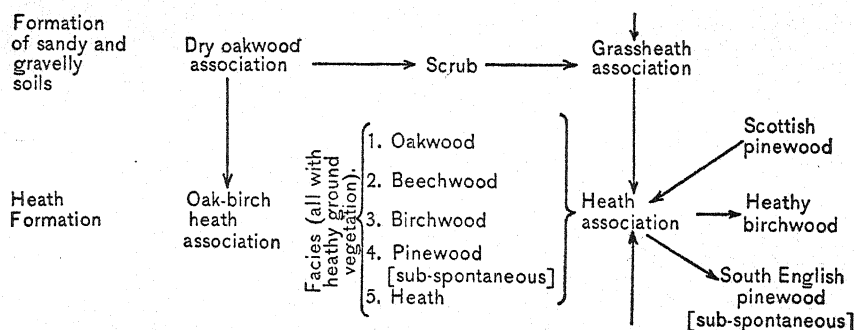 Formation
of sandy and
gravelly
soils
Dry oakwood
association
Scrub
Grassheath
association
Heath
Formation
Oak-birch
heath
association
Facies (all with
heathy ground
vegetation).
1. Oakwood
2. Beechwood
3. Birchwood
4. Pinewood
[sub-spontaneous]
5. Heath
Heath
association
Scottish
pinewood
Heathy
birchwood
South English
pinewood
[sub-spontaneous]